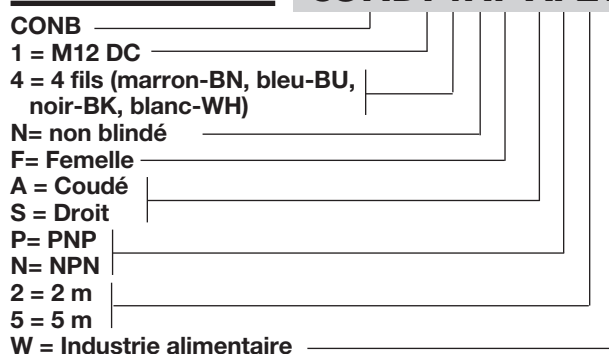 CONB
1 = M12 DC
4 = 4 fils (marron-BN, bleu-BU,
noir-BK, blanc-WH)
N= non blindé
F= Femelle
A = Coudé
S = Droit
P= PNP
N= NPN
2 = 2 m
5 = 5 m
W = Industrie alimentaire